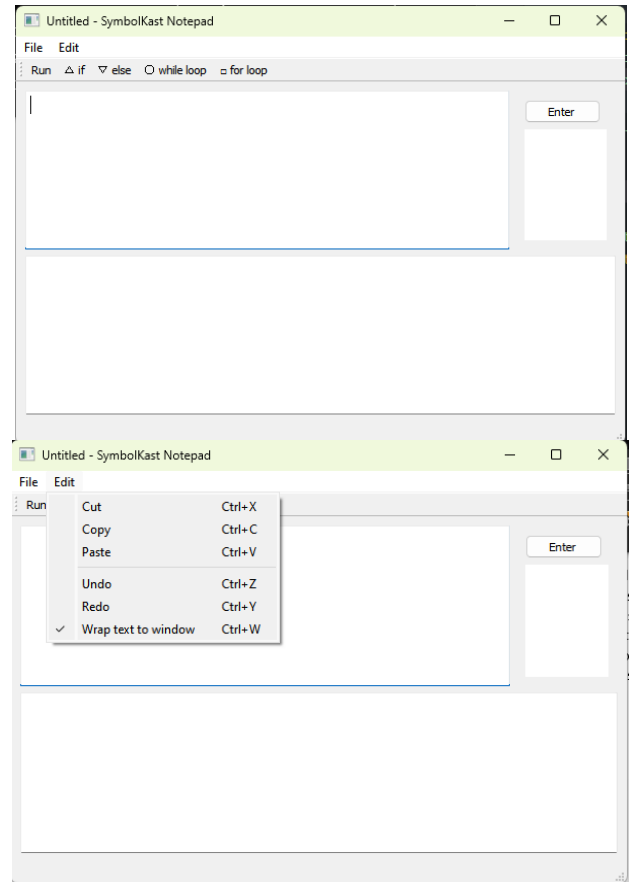 Untitled - SymbolKast Notepad
File Edit
Run △ if ▽ else ○ while loop □ for loop
Enter
Untitled - SymbolKast Notepad
File Edit
Run
Cut Ctrl+X
Copy Ctrl+C
Enter
Paste Ctrl+V
Undo Ctrl+Z
Redo Ctrl+Y
✓ Wrap text to window Ctrl+W